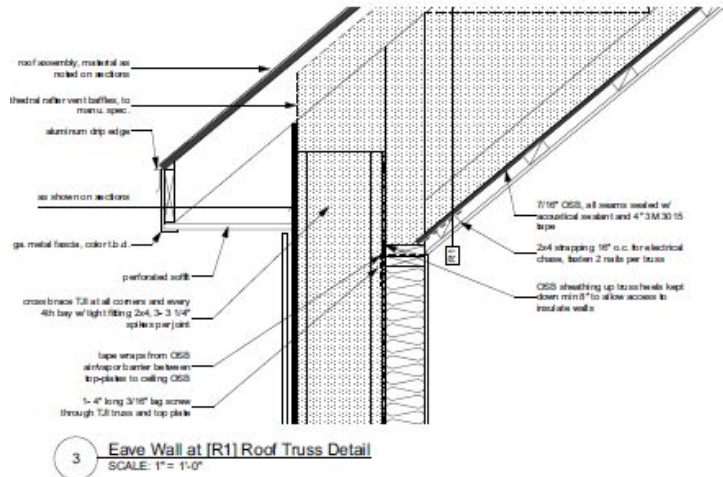 roof assembly, material as
noted on sections
thedral rafter vent baffles, to
manu. spec.
aluminum drip edge
as shown on sections
ga. metal fascia, color t.b.d.
perforated soffit
cross brace TJI at all corners and every
4th bay w/ tight fitting 2x4, 3- 3 1/4"
spikes per joint
tape wraps from OSB
air/vapor barrier between
top-plates to ceiling OSB
1- 4" long 3/16" lag screw
through TJI truss and top plate
7/16" OSB, all seams sealed w/
acoustical sealant and 4" 3M 3015
tape
2x4 strapping 16" o.c. for electrical
chase, fasten 2 nails per truss
OSB sheathing up truss heels kept
down min 8" to allow access to
insulate walls
R1
3
Eave Wall at [R1] Roof Truss Detail
SCALE: 1" = 1'-0"